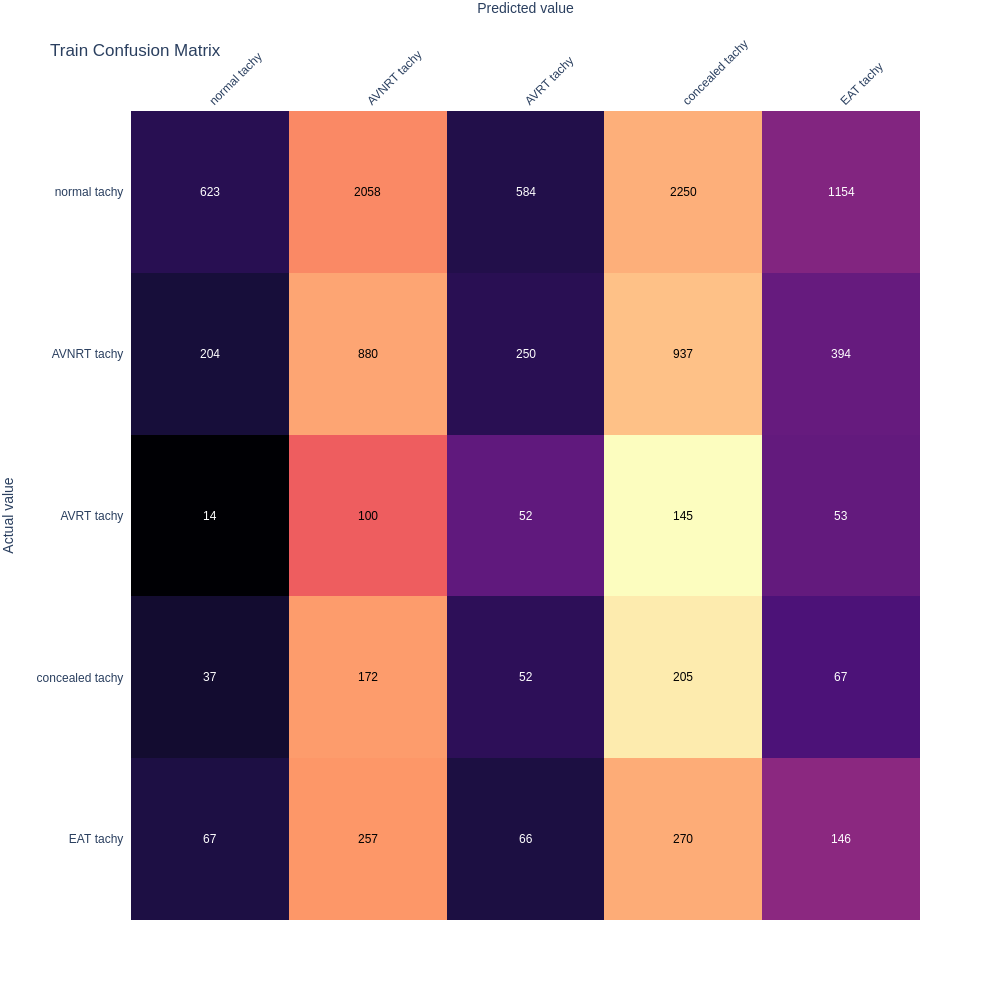 Predicted value
Train Confusion Matrix
normal tachy
AVNRT tachy
AVRT tachy
concealed tachy
EAT tachy
Actual value
normal tachy 623 2058 584 2250 1154
AVNRT tachy 204 880 250 937 394
AVRT tachy 14 100 52 145 53
concealed tachy 37 172 52 205 67
EAT tachy 67 257 66 270 146